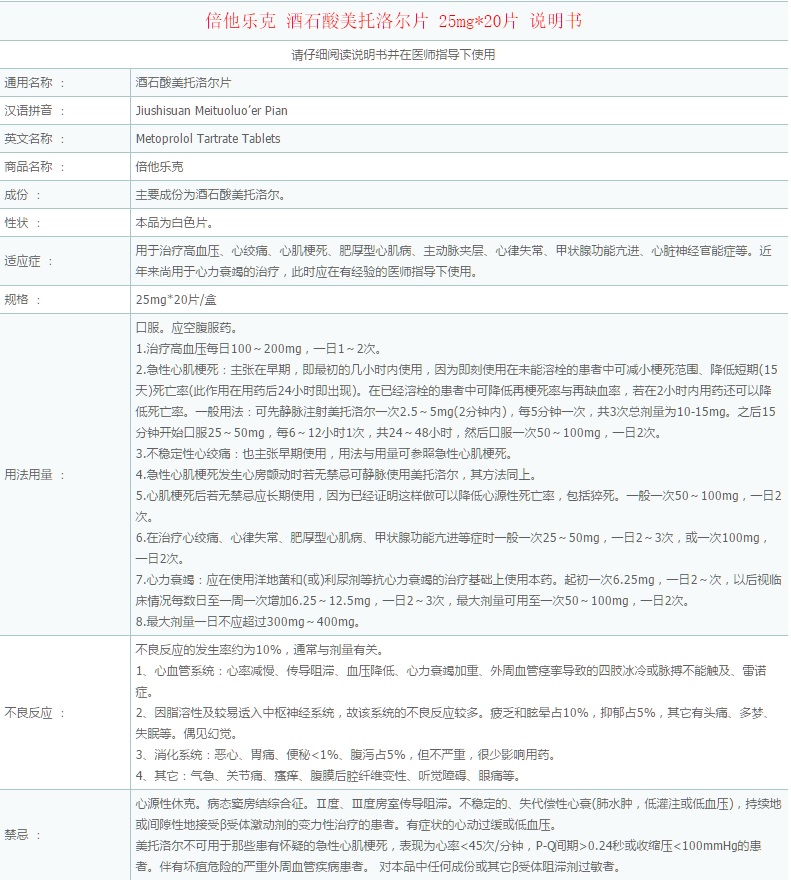 倍他乐克 酒石酸美托洛尔片 25mg*20片 说明书
请仔细阅读说明书并在医师指导下使用
通用名称 : 酒石酸美托洛尔片
汉语拼音 : Jiushisuan Meituoluo’er Pian
英文名称 : Metoprolol Tartrate Tablets
商品名称 : 倍他乐克
成份 : 主要成份为酒石酸美托洛尔。
性状 : 本品为白色片。
适应症 :
用于治疗高血压、心绞痛、心肌梗死、肥厚型心肌病、主动脉夹层、心律失常、甲状腺功能亢进、心脏神经官能症等。近
年来尚用于心力衰竭的治疗，此时应在有经验的医师指导下使用。
规格 : 25mg*20片/盒
用法用量 :
口服。应空腹服药。
1.治疗高血压每日100～200mg，一日1～2次。
2.急性心肌梗死：主张在早期，即最初的几小时内使用，因为即刻使用在未能溶栓的患者中可减小梗死范围、降低短期(15
天)死亡率(此作用在用药后24小时即出现)。在已经溶栓的患者中可降低再梗死率与再缺血率，若在2小时内用药还可以降
低死亡率。一般用法：可先静脉注射美托洛尔一次2.5～5mg(2分钟内)，每5分钟一次，共3次总剂量为10-15mg。之后15
分钟开始口服25～50mg，每6～12小时1次，共24～48小时，然后口服一次50～100mg，一日2次。
3.不稳定性心绞痛：也主张早期使用，用法与用量可参照急性心肌梗死。
4.急性心肌梗死发生心房颤动时若无禁忌可静脉使用美托洛尔，其方法同上。
5.心肌梗死后若无禁忌应长期使用，因为已经证明这样做可以降低心源性死亡率，包括猝死。一般一次50～100mg，一日2
次。
6.在治疗心绞痛、心律失常、肥厚型心肌病、甲状腺功能亢进等症时一般一次25～50mg，一日2～3次，或一次100mg，
一日2次。
7.心力衰竭：应在使用洋地黄和(或)利尿剂等抗心力衰竭的治疗基础上使用本药。起初一次6.25mg，一日2～次，以后视临
床情况每数日至一周一次增加6.25～12.5mg，一日2～3次，最大剂量可用至一次50～100mg，一日2次。
8.最大剂量一日不应超过300mg～400mg。
不良反应 :
不良反应的发生率约为10%，通常与剂量有关。
1、心血管系统：心率减慢、传导阻滞、血压降低、心力衰竭加重、外周血管痉挛导致的四肢冰冷或脉搏不能触及、雷诺
症。
2、因脂溶性及较易透入中枢神经系统，故该系统的不良反应较多。疲乏和眩晕占10%，抑郁占5%，其它有头痛、多梦、
失眠等。偶见幻觉。
3、消化系统：恶心、胃痛、便秘<1%、腹泻占5%，但不严重，很少影响用药。
4、其它：气急、关节痛、瘙痒、腹膜后腔纤维变性、听觉障碍、眼痛等。
禁忌 :
心源性休克。病态窦房结综合征。Ⅱ度、Ⅲ度房室传导阻滞。不稳定的、失代偿性心衰(肺水肿，低灌注或低血压)，持续地
或间隙性地接受β受体激动剂的变力性治疗的患者。有症状的心动过缓或低血压。
美托洛尔不可用于那些患有怀疑的急性心肌梗死，表现为心率<45次/分钟，P-Q间期>0.24秒或收缩压<100mmHg的患
者。伴有坏疽危险的严重外周血管疾病患者。 对本品中任何成份或其它β受体阻滞剂过敏者。